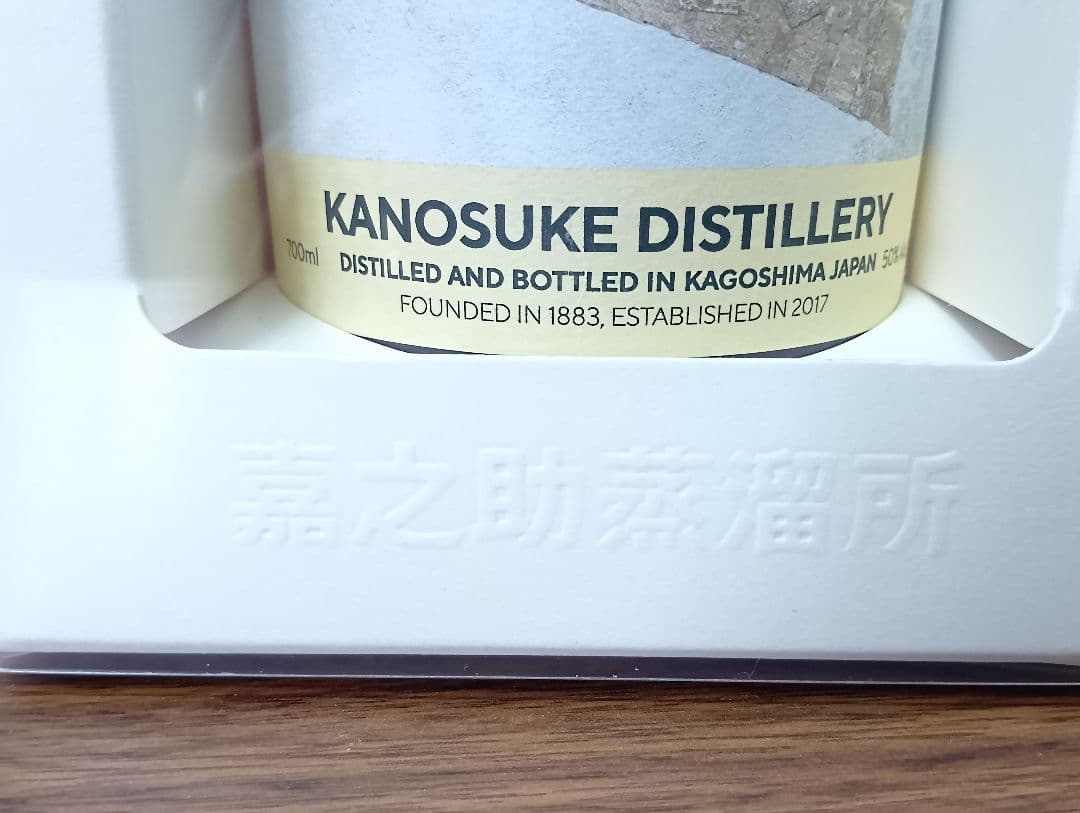 KANOSUKE DISTILLERY
700ml DISTILLED AND BOTTLED IN KAGOSHIMA JAPAN 50%
FOUNDED IN 1883, ESTABLISHED IN 2017
嘉之助蒸溜所